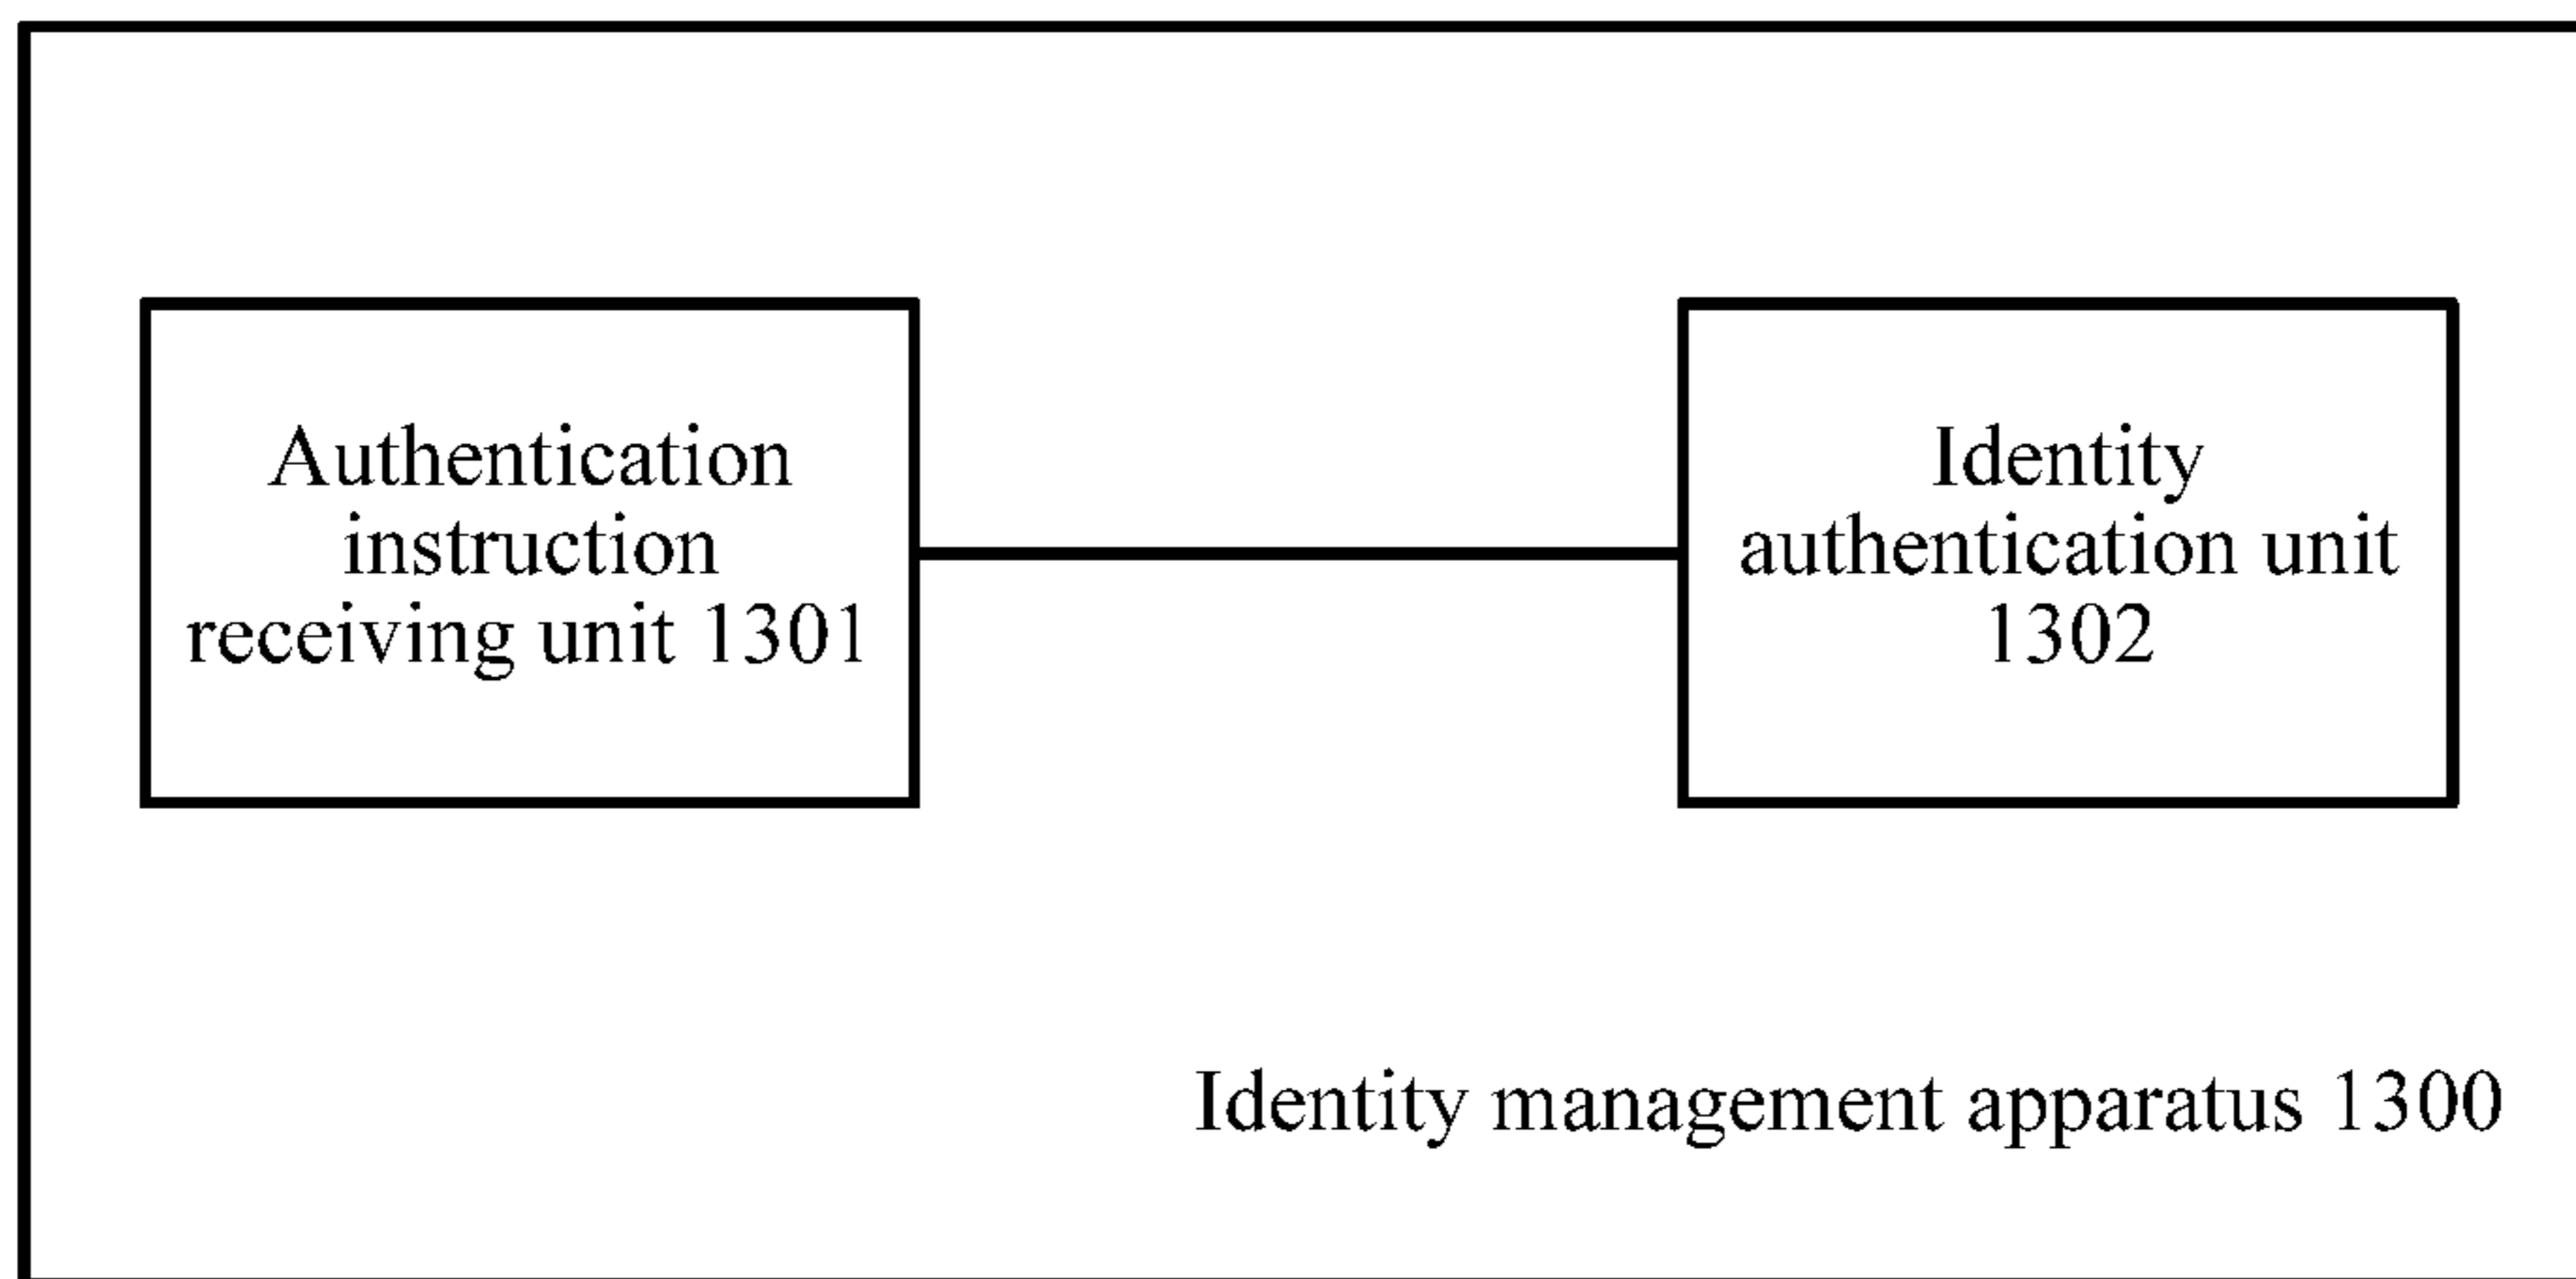 Authentication
instruction
receiving unit 1301
Identity
authentication unit
1302
Identity management apparatus 1300